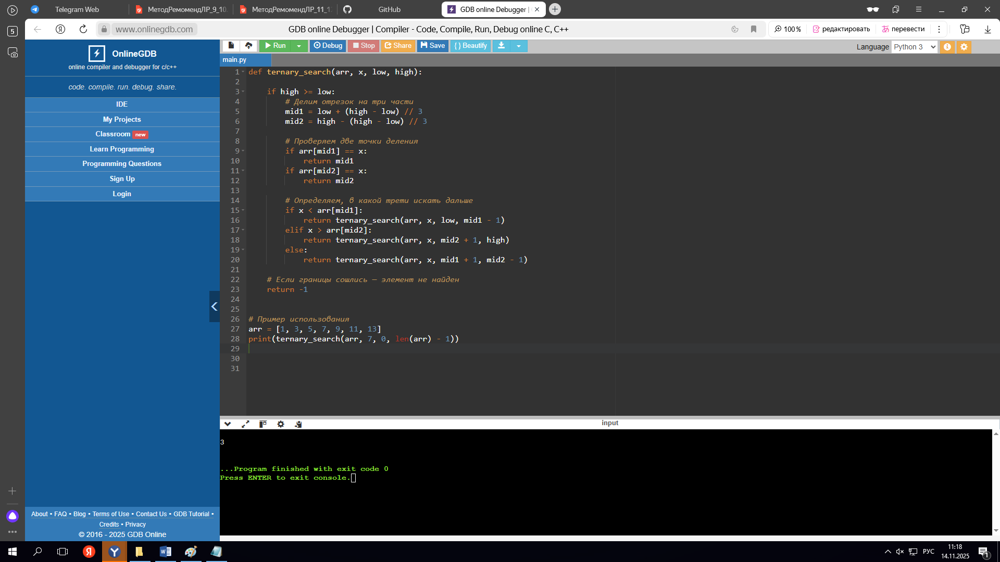 Telegram Web
МетодРемомендЛР_9_10.
МетодРемомендЛР_11_1
GitHub
GDB online Debugger |
5
www.onlinegdb.com
GDB online Debugger | Compiler - Code, Compile, Run, Debug online C, C++
100 %
редактировать
перевести
OnlineGDB
online compiler and debugger for c/c++
code. compile. run. debug. share.
IDE
My Projects
Classroom new
Learn Programming
Programming Questions
Sign Up
Login
Run
Debug
Stop
Share
Save
{ } Beautify
Language Python 3
main.py
1 def ternary_search(arr, x, low, high):
2
3 if high >= low:
4 # Делим отрезок на три части
5 mid1 = low + (high - low) // 3
6 mid2 = high - (high - low) // 3
7
8 # Проверяем две точки деления
9 if arr[mid1] == x:
10 return mid1
11 if arr[mid2] == x:
12 return mid2
13
14 # Определяем, в какой трети искать дальше
15 if x < arr[mid1]:
16 return ternary_search(arr, x, low, mid1 - 1)
17 elif x > arr[mid2]:
18 return ternary_search(arr, x, mid2 + 1, high)
19 else:
20 return ternary_search(arr, x, mid1 + 1, mid2 - 1)
21
22 # Если границы сошлись — элемент не найден
23 return -1
24
25
26 # Пример использования
27 arr = [1, 3, 5, 7, 9, 11, 13]
28 print(ternary_search(arr, 7, 0, len(arr) - 1))
29
30
31
input
3
...Program finished with exit code 0
Press ENTER to exit console.
About • FAQ • Blog • Terms of Use • Contact Us • GDB Tutorial •
Credits • Privacy
© 2016 - 2025 GDB Online
РУС
11:18
14.11.2025
1